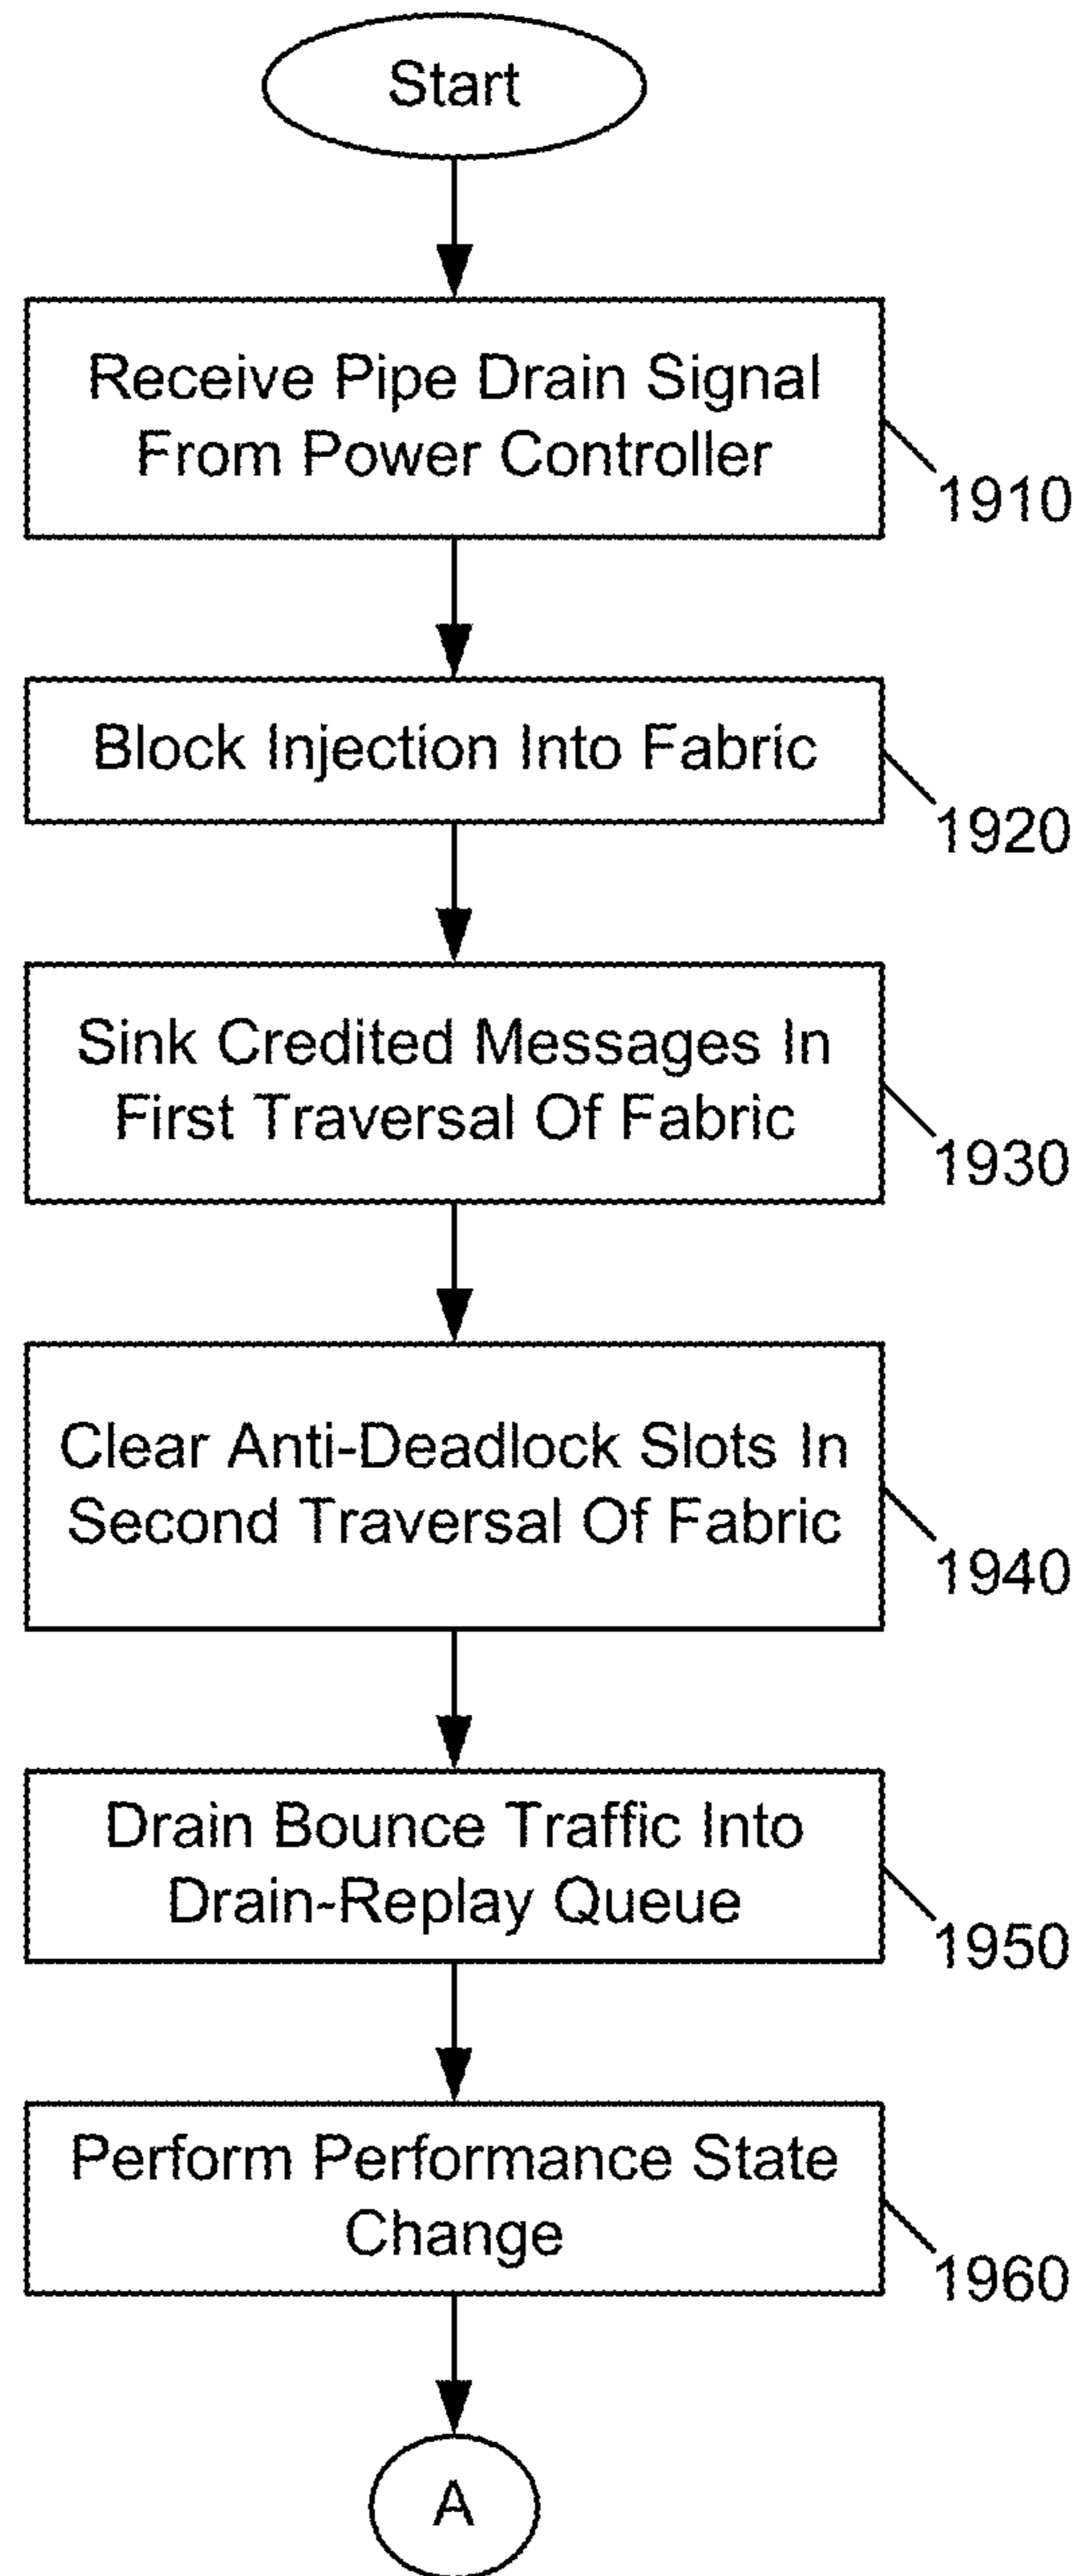 Start
Receive Pipe Drain Signal
From Power Controller
1910
Block Injection Into Fabric
1920
Sink Credited Messages In
First Traversal Of Fabric
1930
Clear Anti-Deadlock Slots In
Second Traversal Of Fabric
1940
Drain Bounce Traffic Into
Drain-Replay Queue
1950
Perform Performance State
Change
1960
A